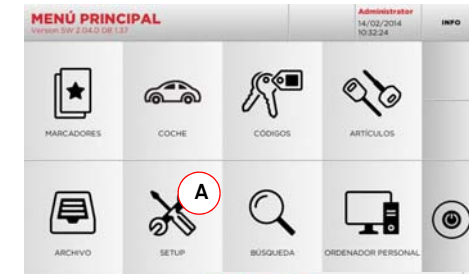 MENÚ PRINCIPAL
Version SW 2.04.0 DB 1.37
Administrator
14/02/2014
10:32:24
INFO
MARCADORES
COCHE
CÓDIGOS
ARTÍCULOS
A
ARCHIVO
SETUP
BÚSQUEDA
ORDENADOR PERSONAL